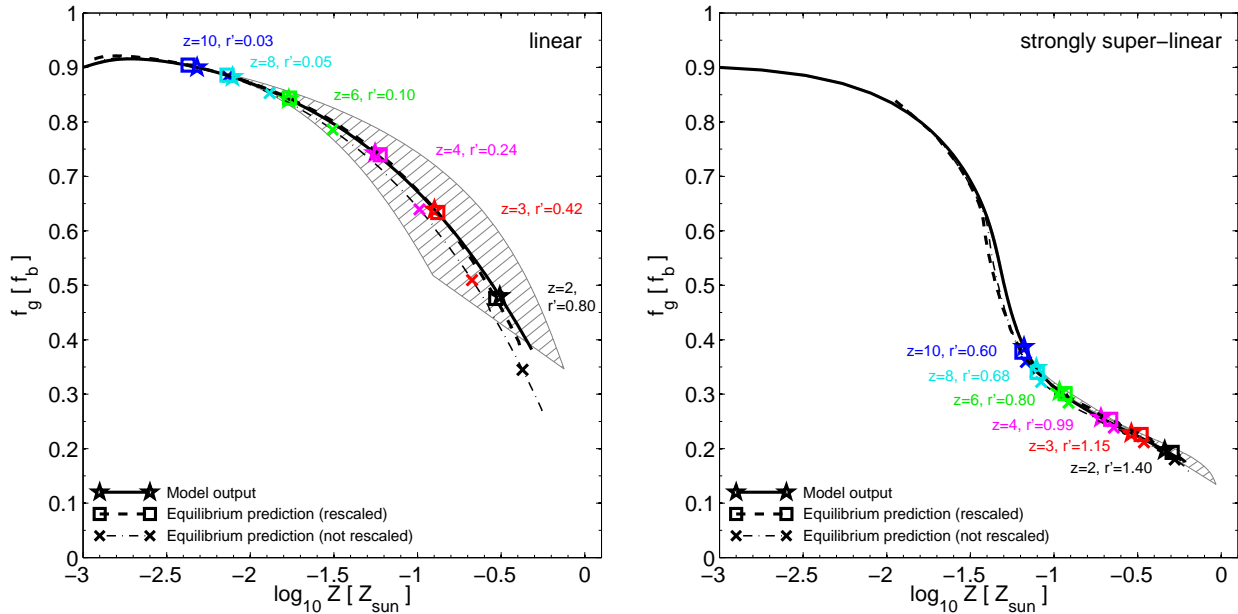 linear
z=10, r'=0.03
z=8, r'=0.05
z=6, r'=0.10
z=4, r'=0.24
z=3, r'=0.42
z=2,
r'=0.80
Model output
Equilibrium prediction (rescaled)
Equilibrium prediction (not rescaled)
f_g [ f_b ]
1
0.9
0.8
0.7
0.6
0.5
0.4
0.3
0.2
0.1
0
−3 −2.5 −2 −1.5 −1 −0.5 0
log_10 Z [ Z_sun ]
strongly super−linear
z=10, r'=0.60
z=8, r'=0.68
z=6, r'=0.80
z=4, r'=0.99
z=3, r'=1.15
z=2, r'=1.40
Model output
Equilibrium prediction (rescaled)
Equilibrium prediction (not rescaled)
f_g [ f_b ]
1
0.9
0.8
0.7
0.6
0.5
0.4
0.3
0.2
0.1
0
−3 −2.5 −2 −1.5 −1 −0.5 0
log_10 Z [ Z_sun ]